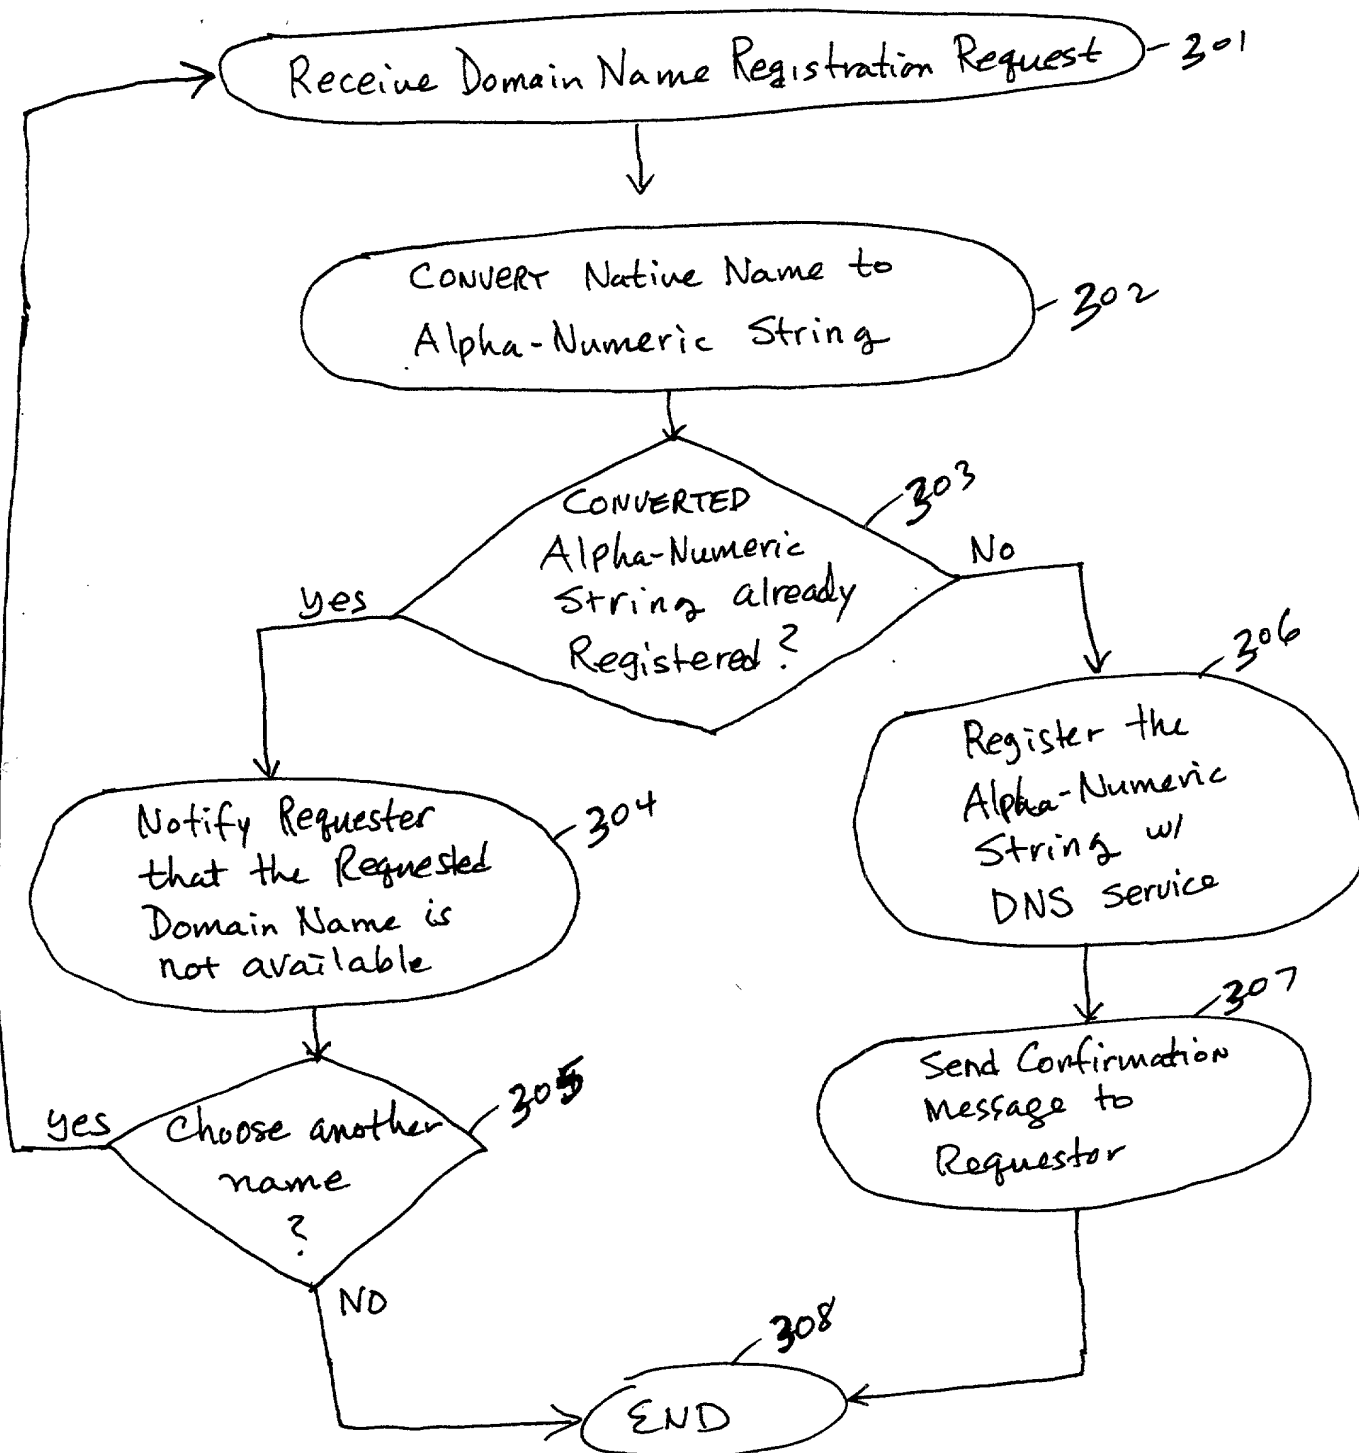 Receive Domain Name Registration Request
301
CONVERT Native Name to
Alpha-Numeric String
302
CONVERTED
Alpha-Numeric
String already
Registered?
303
yes
No
306
Register the
Alpha-Numeric
String w/
DNS Service
Notify Requester
that the Requested
Domain Name is
not available
304
307
Send Confirmation
Message to
Requestor
Choose another
name
?
305
yes
NO
308
END